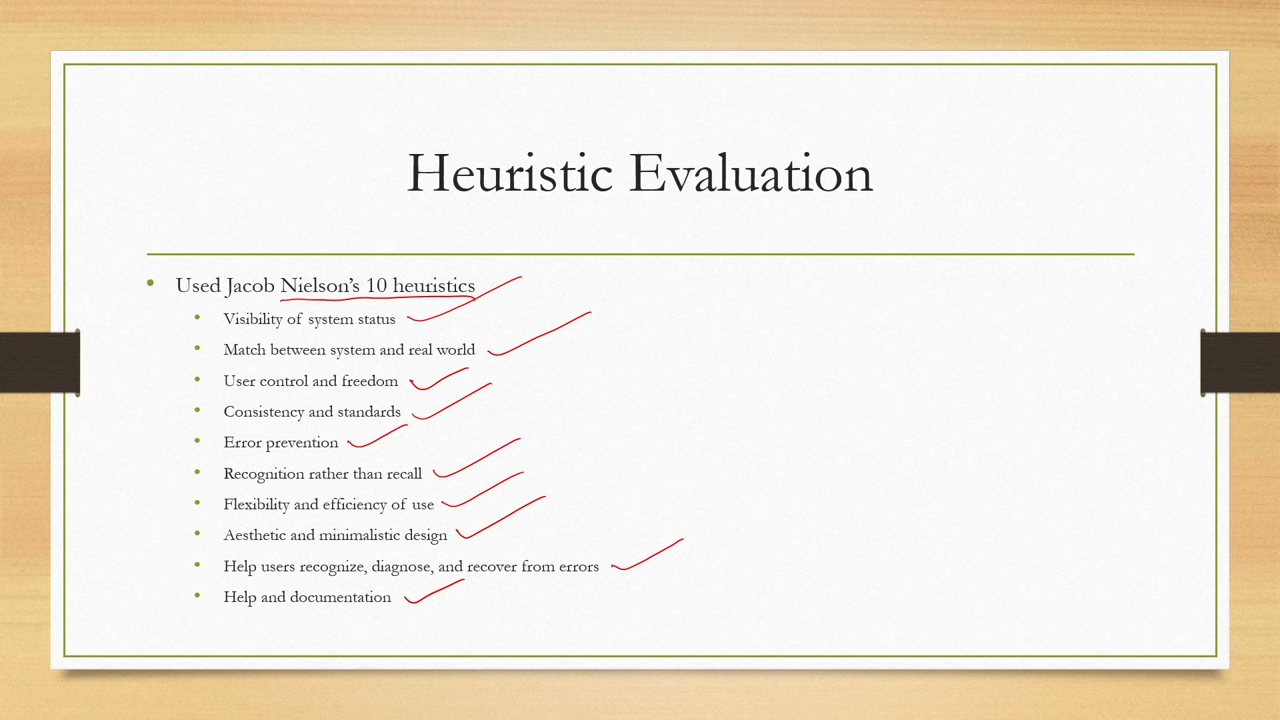 Heuristic Evaluation
Used Jacob Nielson's 10 heuristics
Visibility of system status
Match between system and real world
User control and freedom
Consistency and standards
Error prevention
Recognition rather than recall
Flexibility and efficiency of use
Aesthetic and minimalistic design
Help users recognize, diagnose, and recover from errors
Help and documentation